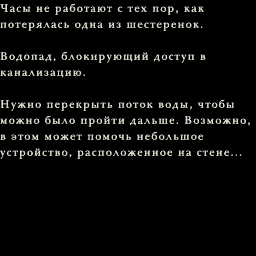 Часы не работают с тех пор, как
потерялась одна из шестеренок.
Водопад, блокирующий доступ в
канализацию.
Нужно перекрыть поток воды, чтобы
можно было пройти дальше. Возможно,
в этом может помочь небольшое
устройство, расположенное на стене...